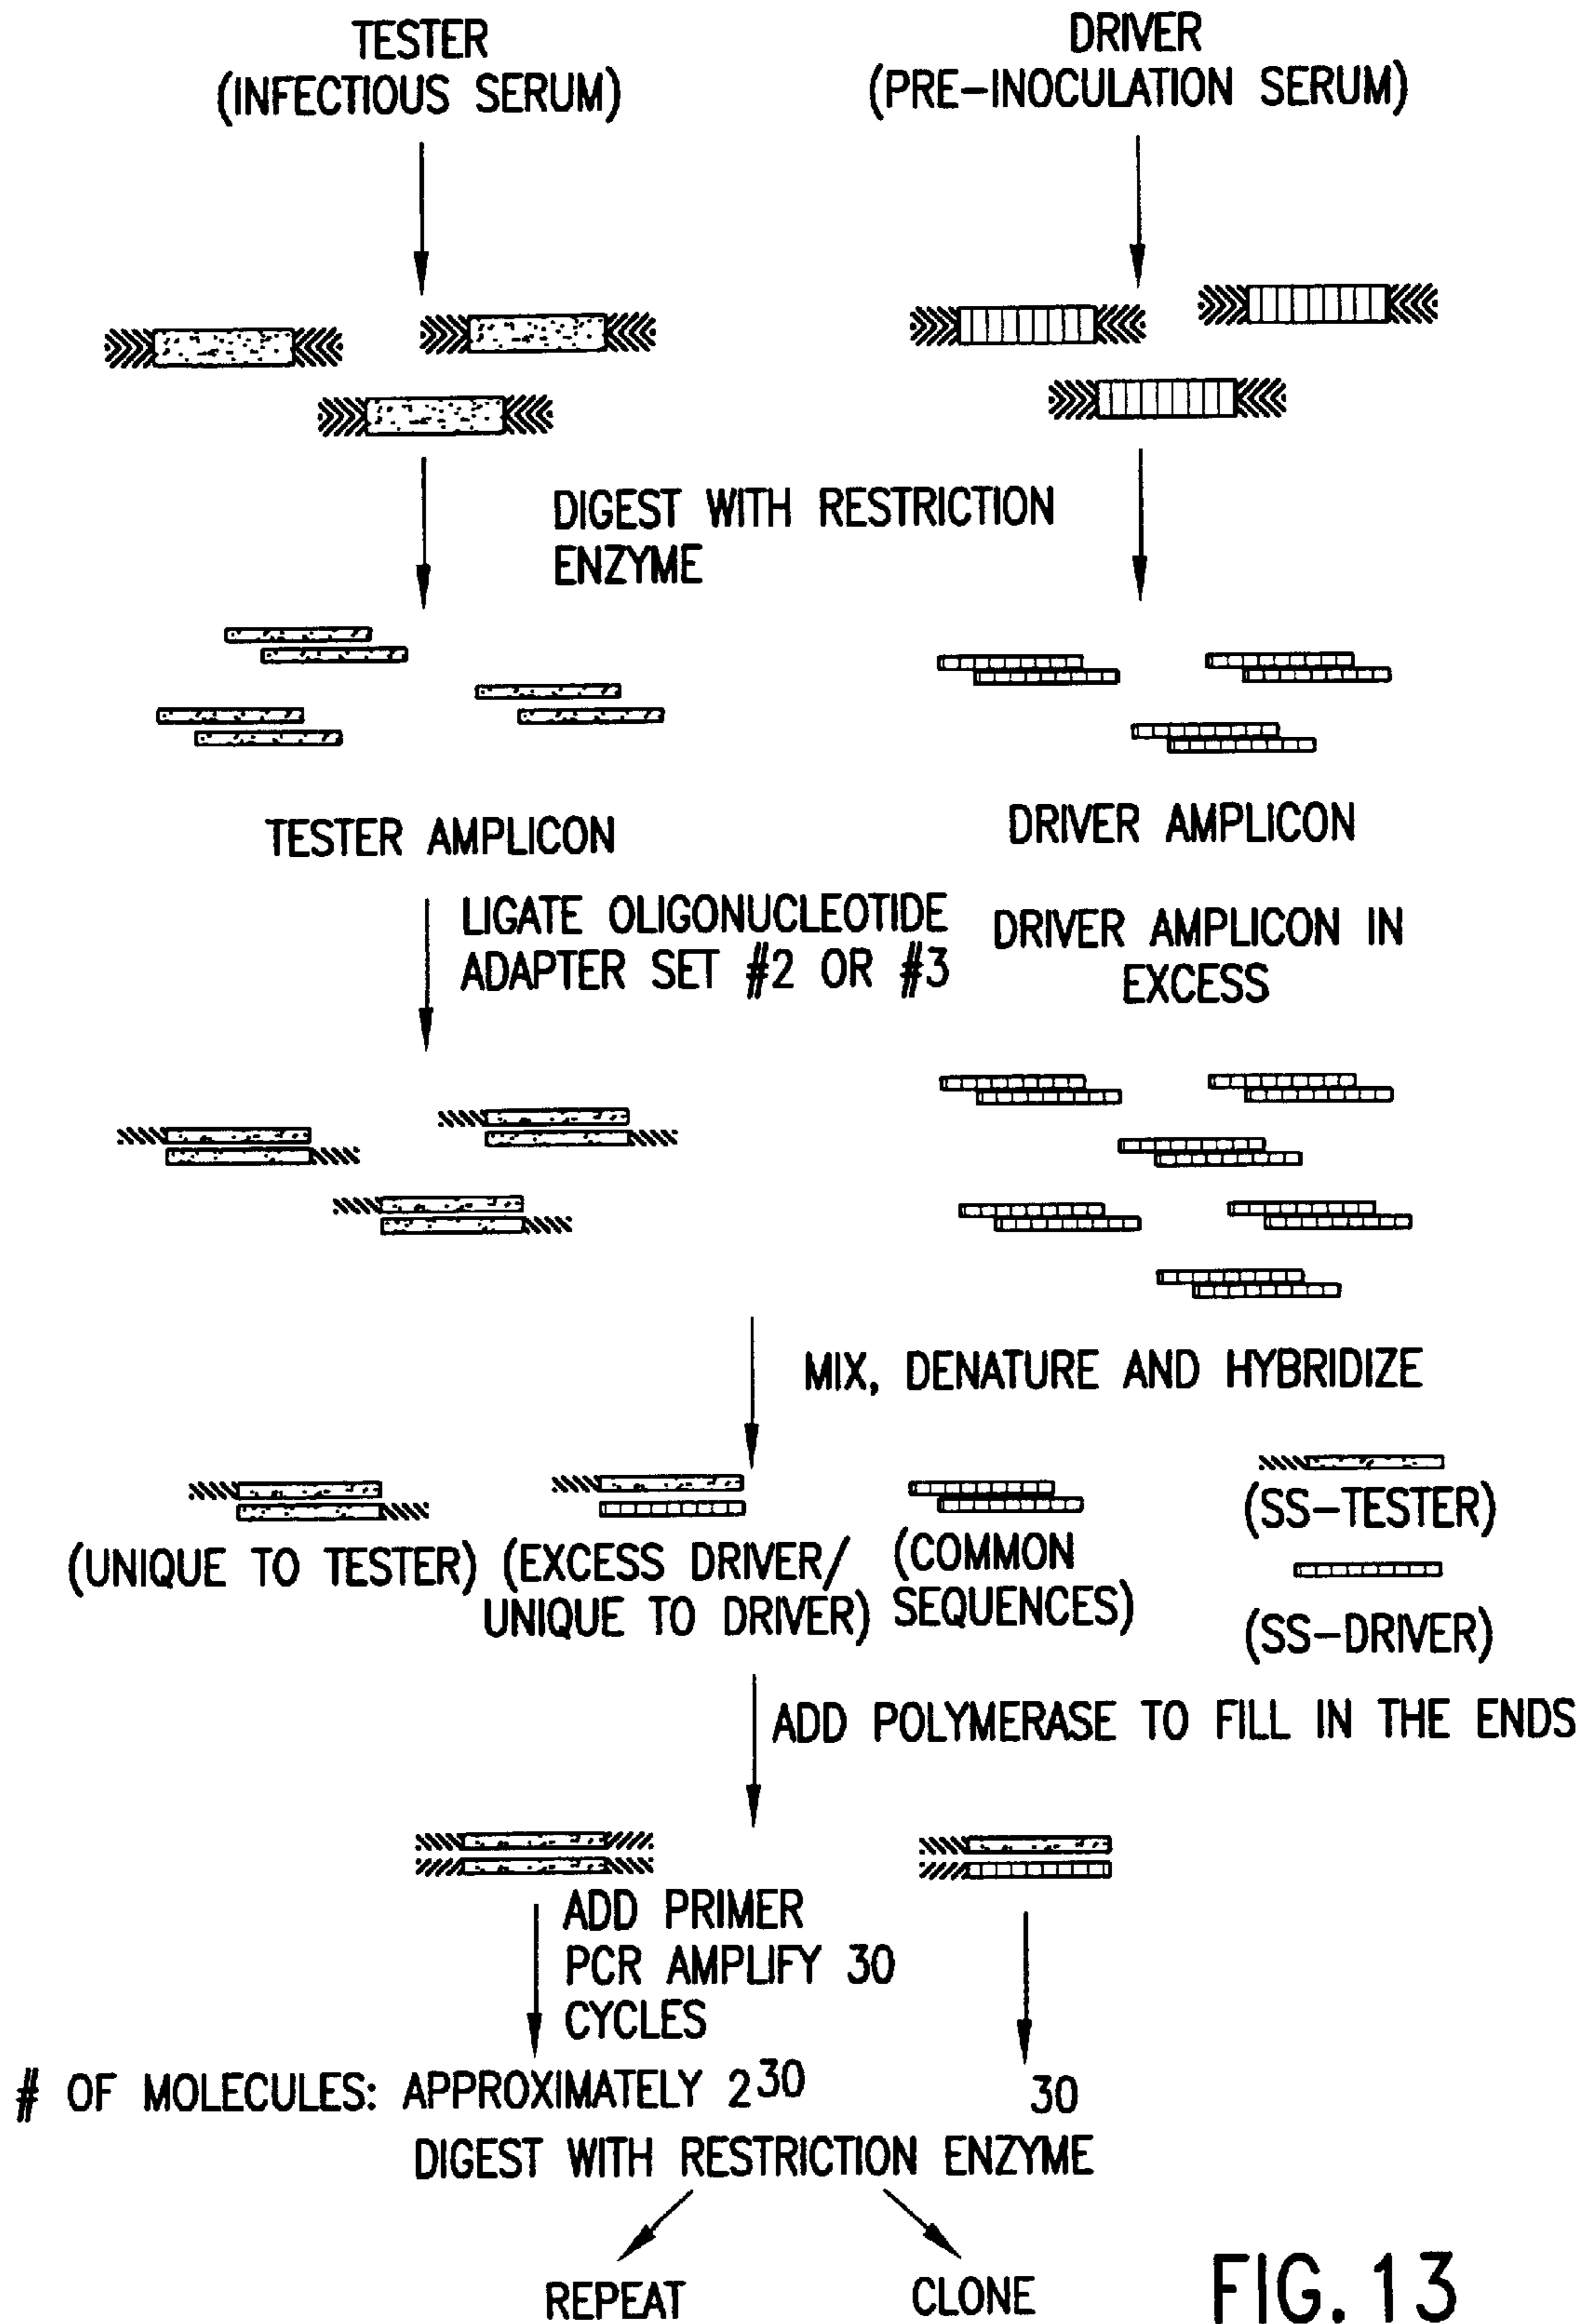 TESTER
(INFECTIOUS SERUM)
DRIVER
(PRE-INOCULATION SERUM)
DIGEST WITH RESTRICTION
ENZYME
TESTER AMPLICON
DRIVER AMPLICON
LIGATE OLIGONUCLEOTIDE
ADAPTER SET #2 OR #3
DRIVER AMPLICON IN
EXCESS
MIX, DENATURE AND HYBRIDIZE
(UNIQUE TO TESTER)
(EXCESS DRIVER/
UNIQUE TO DRIVER)
(COMMON
SEQUENCES)
(SS-TESTER)
(SS-DRIVER)
ADD POLYMERASE TO FILL IN THE ENDS
ADD PRIMER
PCR AMPLIFY 30
CYCLES
# OF MOLECULES: APPROXIMATELY 2^30
30
DIGEST WITH RESTRICTION ENZYME
REPEAT
CLONE
FIG.13